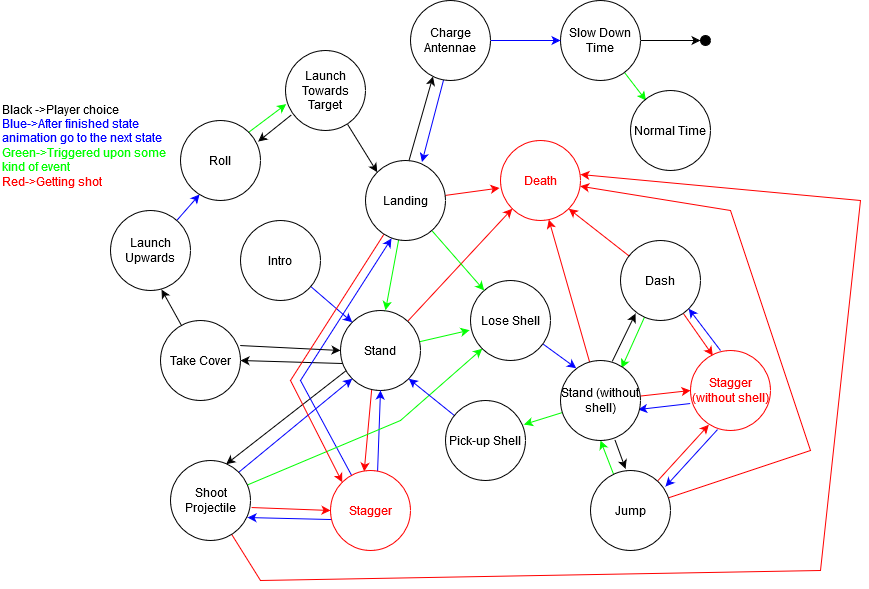 Charge
Antennae
Slow Down
Time
Launch
Towards
Target
Black ->Player choice
Blue->After finished state
animation go to the next state
Green->Triggered upon some
kind of event
Red->Getting shot
Normal Time
Roll
Death
Landing
Launch
Upwards
Intro
Dash
Lose Shell
Stand
Take Cover
Stand (without
shell)
Stagger
(without shell)
Pick-up Shell
Shoot
Projectile
Stagger
Jump